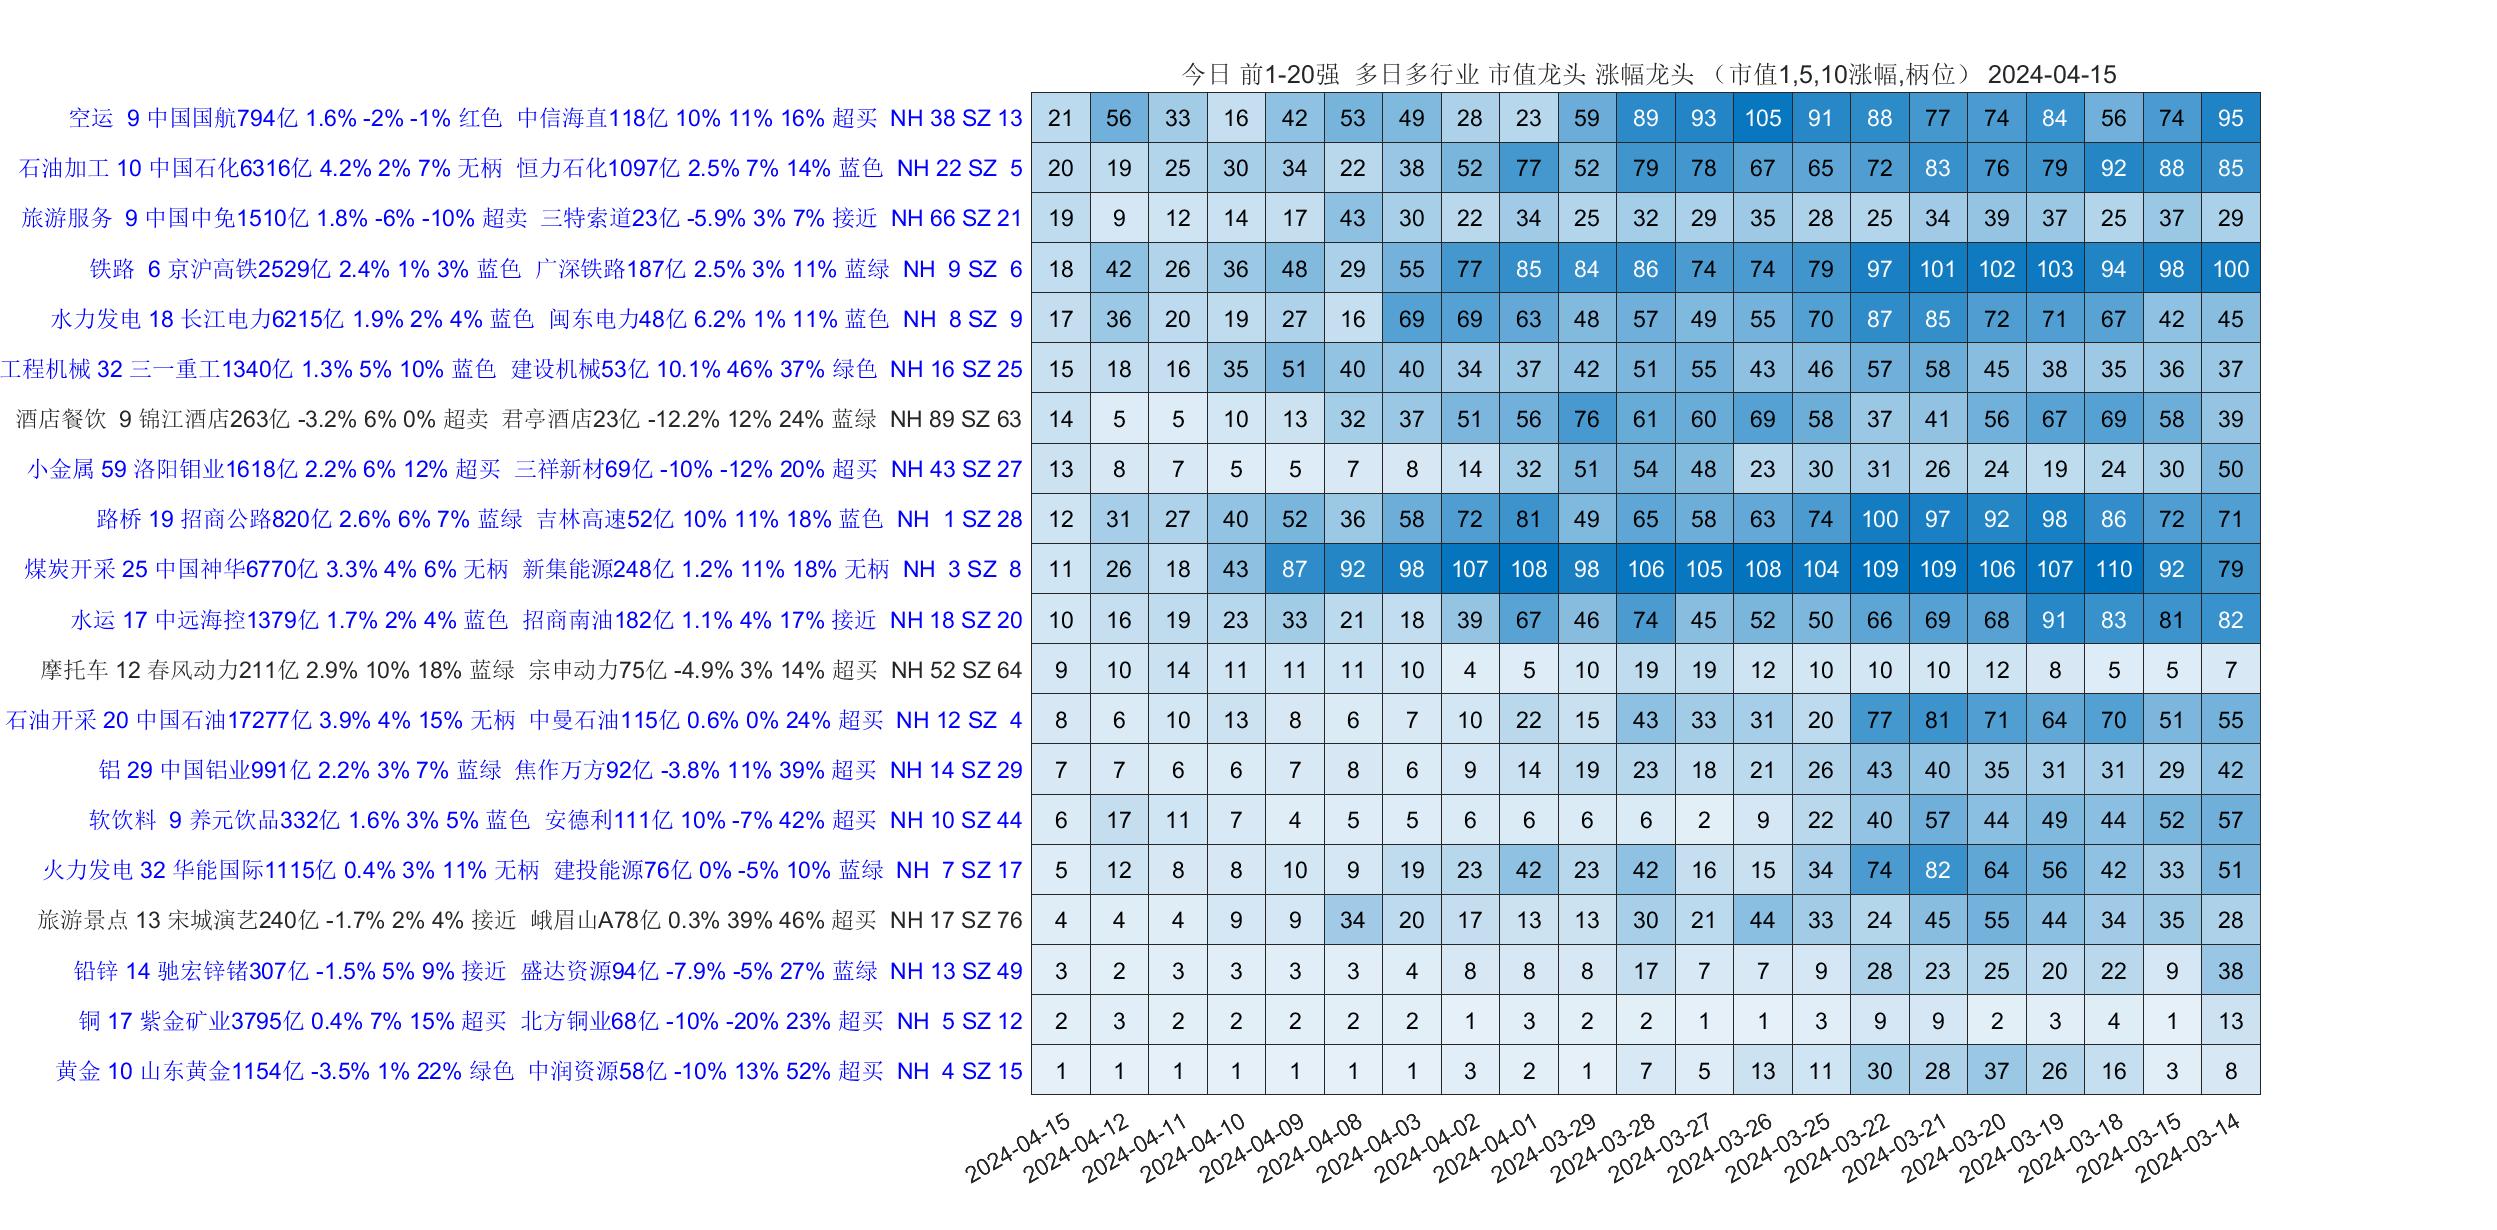 今日 前1-20强 多日多行业 市值龙头 涨幅龙头 （市值1,5,10涨幅,柄位） 2024-04-15
空运 9 中国国航794亿 1.6% -2% -1% 红色 中信海直118亿 10% 11% 16% 超买 NH 38 SZ 13 21 56 33 16 42 53 49 28 23 59 89 93 105 91 88 77 74 84 56 74 95
石油加工 10 中国石化6316亿 4.2% 2% 7% 无柄 恒力石化1097亿 2.5% 7% 14% 蓝色 NH 22 SZ 5 20 19 25 30 34 22 38 52 77 52 79 78 67 65 72 83 76 79 92 88 85
旅游服务 9 中国中免1510亿 1.8% -6% -10% 超卖 三特索道23亿 -5.9% 3% 7% 接近 NH 66 SZ 21 19 9 12 14 17 43 30 22 34 25 32 29 35 28 25 34 39 37 25 37 29
铁路 6 京沪高铁2529亿 2.4% 1% 3% 蓝色 广深铁路187亿 2.5% 3% 11% 蓝绿 NH 9 SZ 6 18 42 26 36 48 29 55 77 85 84 86 74 74 79 97 101 102 103 94 98 100
水力发电 18 长江电力6215亿 1.9% 2% 4% 蓝色 闽东电力48亿 6.2% 1% 11% 蓝色 NH 8 SZ 9 17 36 20 19 27 16 69 69 63 48 57 49 55 70 87 85 72 71 67 42 45
工程机械 32 三一重工1340亿 1.3% 5% 10% 蓝色 建设机械53亿 10.1% 46% 37% 绿色 NH 16 SZ 25 15 18 16 35 51 40 40 34 37 42 51 55 43 46 57 58 45 38 35 36 37
酒店餐饮 9 锦江酒店263亿 -3.2% 6% 0% 超卖 君亭酒店23亿 -12.2% 12% 24% 蓝绿 NH 89 SZ 63 14 5 5 10 13 32 37 51 56 76 61 60 69 58 37 41 56 67 69 58 39
小金属 59 洛阳钼业1618亿 2.2% 6% 12% 超买 三祥新材69亿 -10% -12% 20% 超买 NH 43 SZ 27 13 8 7 5 5 7 8 14 32 51 54 48 23 30 31 26 24 19 24 30 50
路桥 19 招商公路820亿 2.6% 6% 7% 蓝绿 吉林高速52亿 10% 11% 18% 蓝色 NH 1 SZ 28 12 31 27 40 52 36 58 72 81 49 65 58 63 74 100 97 92 98 86 72 71
煤炭开采 25 中国神华6770亿 3.3% 4% 6% 无柄 新集能源248亿 1.2% 11% 18% 无柄 NH 3 SZ 8 11 26 18 43 87 92 98 107 108 98 106 105 108 104 109 109 106 107 110 92 79
水运 17 中远海控1379亿 1.7% 2% 4% 蓝色 招商南油182亿 1.1% 4% 17% 接近 NH 18 SZ 20 10 16 19 23 33 21 18 39 67 46 74 45 52 50 66 69 68 91 83 81 82
摩托车 12 春风动力211亿 2.9% 10% 18% 蓝绿 宗申动力75亿 -4.9% 3% 14% 超买 NH 52 SZ 64 9 10 14 11 11 11 10 4 5 10 19 19 12 10 10 10 12 8 5 5 7
石油开采 20 中国石油17277亿 3.9% 4% 15% 无柄 中曼石油115亿 0.6% 0% 24% 超买 NH 12 SZ 4 8 6 10 13 8 6 7 10 22 15 43 33 31 20 77 81 71 64 70 51 55
铝 29 中国铝业991亿 2.2% 3% 7% 蓝绿 焦作万方92亿 -3.8% 11% 39% 超买 NH 14 SZ 29 7 7 6 6 7 8 6 9 14 19 23 18 21 26 43 40 35 31 31 29 42
软饮料 9 养元饮品332亿 1.6% 3% 5% 蓝色 安德利111亿 10% -7% 42% 超买 NH 10 SZ 44 6 17 11 7 4 5 5 6 6 6 6 2 9 22 40 57 44 49 44 52 57
火力发电 32 华能国际1115亿 0.4% 3% 11% 无柄 建投能源76亿 0% -5% 10% 蓝绿 NH 7 SZ 17 5 12 8 8 10 9 19 23 42 23 42 16 15 34 74 82 64 56 42 33 51
旅游景点 13 宋城演艺240亿 -1.7% 2% 4% 接近 峨眉山A78亿 0.3% 39% 46% 超买 NH 17 SZ 76 4 4 4 9 9 34 20 17 13 13 30 21 44 33 24 45 55 44 34 35 28
铅锌 14 驰宏锌锗307亿 -1.5% 5% 9% 接近 盛达资源94亿 -7.9% -5% 27% 蓝绿 NH 13 SZ 49 3 2 3 3 3 3 4 8 8 8 17 7 7 9 28 23 25 20 22 9 38
铜 17 紫金矿业3795亿 0.4% 7% 15% 超买 北方铜业68亿 -10% -20% 23% 超买 NH 5 SZ 12 2 3 2 2 2 2 2 1 3 2 2 1 1 3 9 9 2 3 4 1 13
黄金 10 山东黄金1154亿 -3.5% 1% 22% 绿色 中润资源58亿 -10% 13% 52% 超买 NH 4 SZ 15 1 1 1 1 1 1 1 3 2 1 7 5 13 11 30 28 37 26 16 3 8
2024-04-15 2024-04-12 2024-04-11 2024-04-10 2024-04-09 2024-04-08 2024-04-03 2024-04-02 2024-04-01 2024-03-29 2024-03-28 2024-03-27 2024-03-26 2024-03-25 2024-03-22 2024-03-21 2024-03-20 2024-03-19 2024-03-18 2024-03-15 2024-03-14